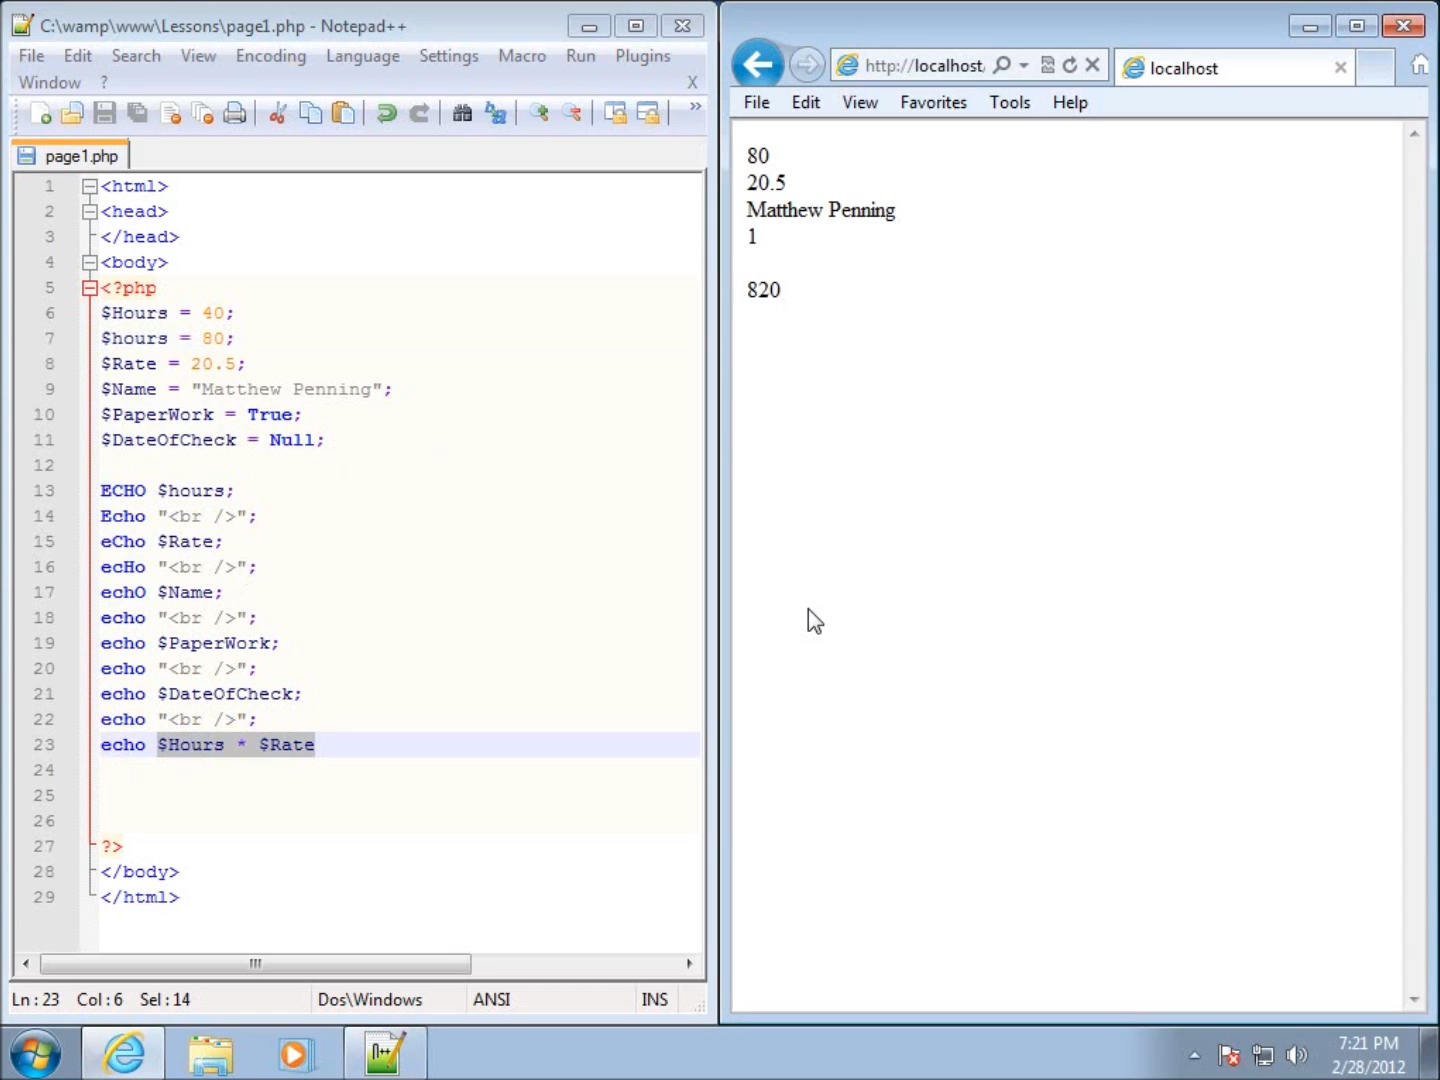 C:\wamp\www\Lessons\page1.php - Notepad++
File Edit Search View Encoding Language Settings Macro Run Plugins
Window ? X
page1.php
1 <html>
2 <head>
3 </head>
4 <body>
5 <?php
6 $Hours = 40;
7 $hours = 80;
8 $Rate = 20.5;
9 $Name = "Matthew Penning";
10 $PaperWork = True;
11 $DateOfCheck = Null;
12
13 ECHO $hours;
14 Echo "<br />";
15 eCho $Rate;
16 ecHo "<br />";
17 echO $Name;
18 echo "<br />";
19 echo $PaperWork;
20 echo "<br />";
21 echo $DateOfCheck;
22 echo "<br />";
23 echo $Hours * $Rate
24
25
26
27 ?>
28 </body>
29 </html>
Ln : 23 Col : 6 Sel : 14 Dos\Windows ANSI INS
http://localhost
localhost
File Edit View Favorites Tools Help
80
20.5
Matthew Penning
1
820
7:21 PM
2/28/2012